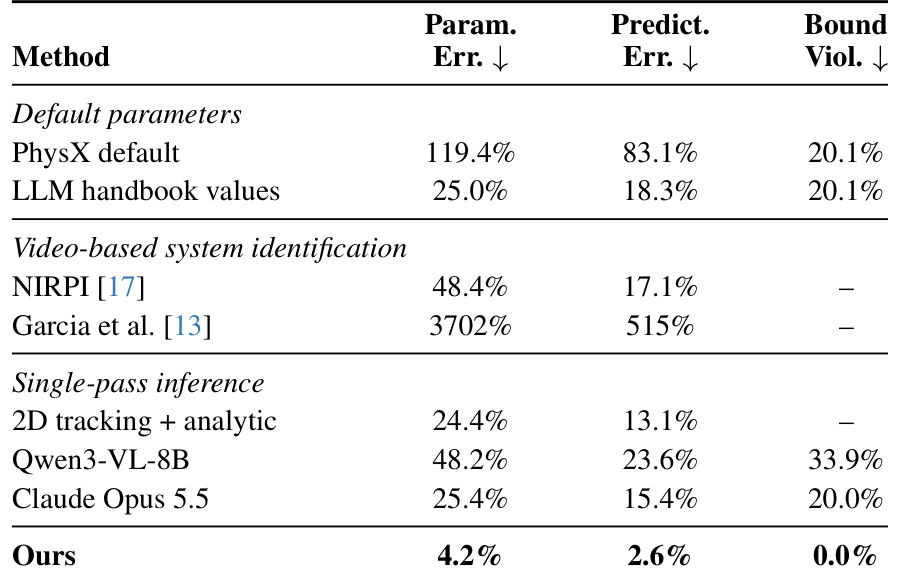 Method Param. Err. ↓ Predict. Err. ↓ Bound Viol. ↓
Default parameters
PhysX default 119.4% 83.1% 20.1%
LLM handbook values 25.0% 18.3% 20.1%
Video-based system identification
NIRPI [17] 48.4% 17.1% –
Garcia et al. [13] 3702% 515% –
Single-pass inference
2D tracking + analytic 24.4% 13.1% –
Qwen3-VL-8B 48.2% 23.6% 33.9%
Claude Opus 5.5 25.4% 15.4% 20.0%
Ours 4.2% 2.6% 0.0%